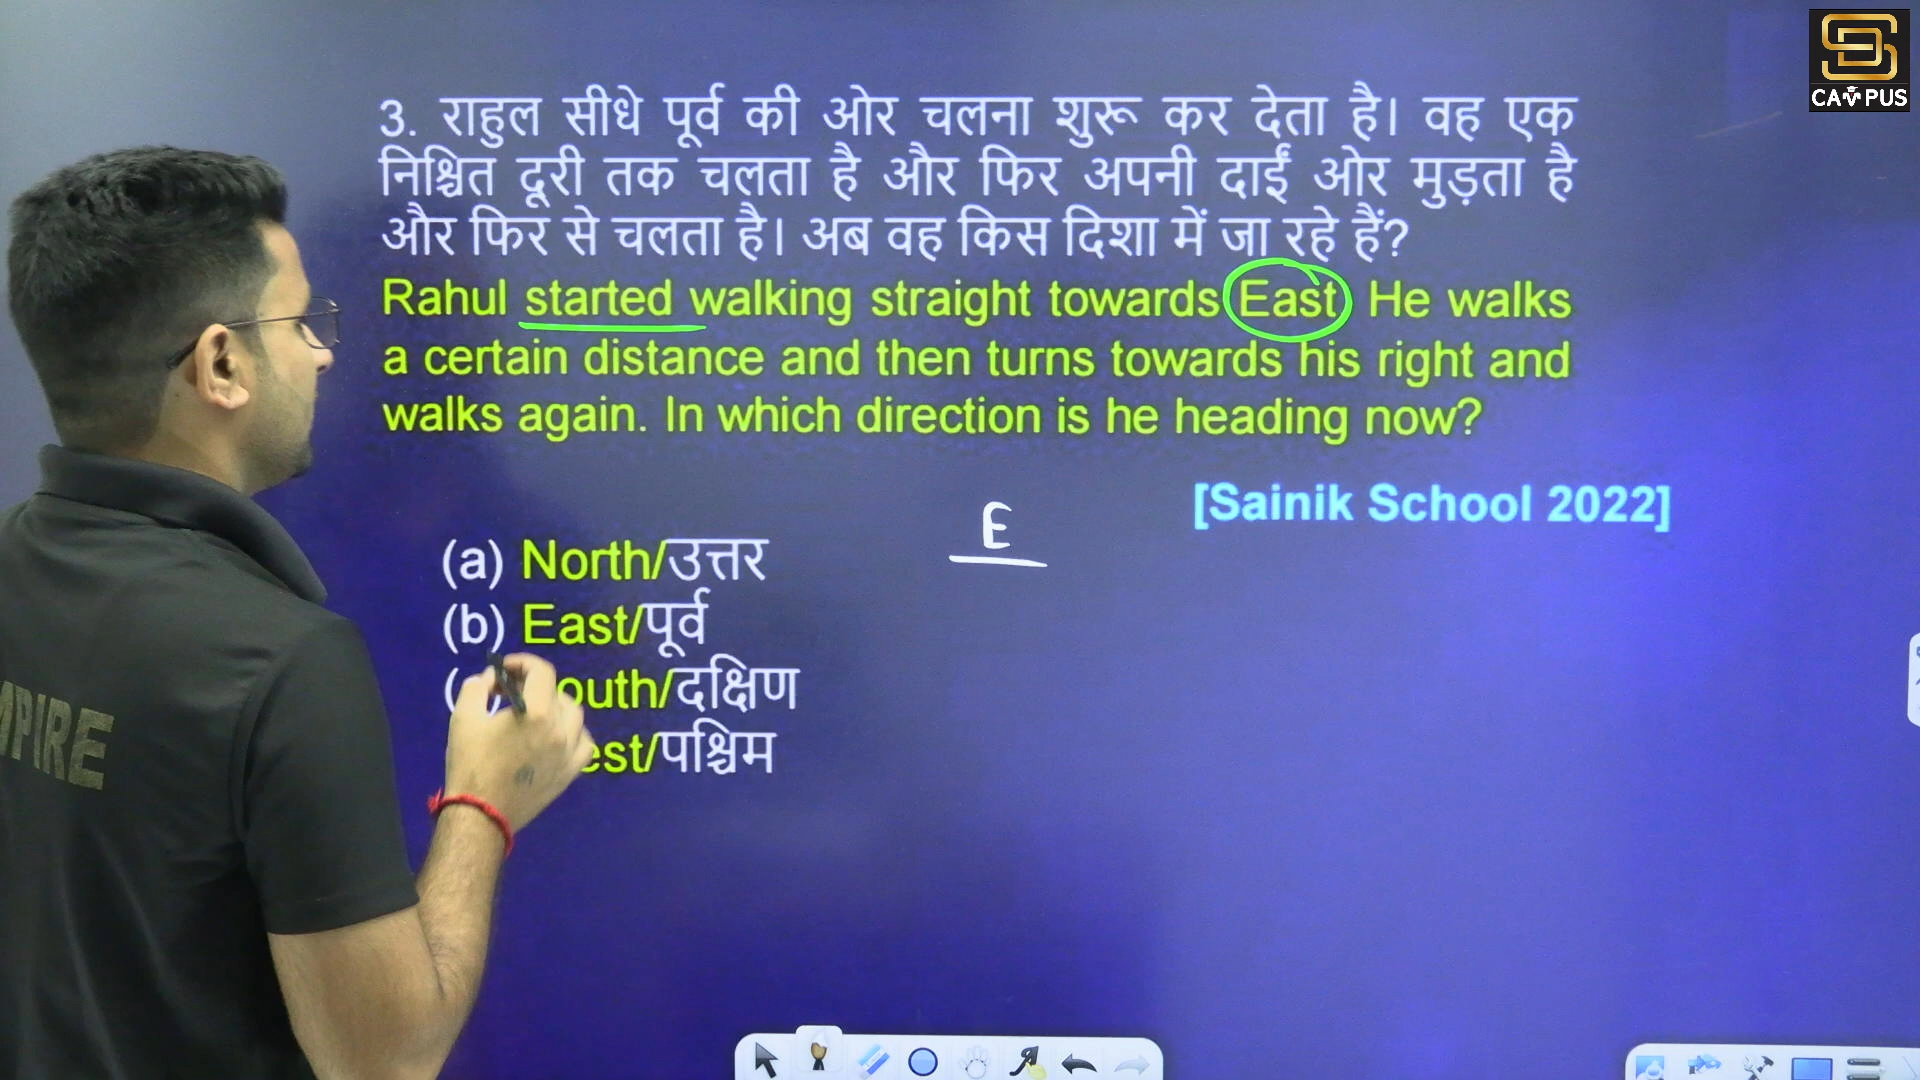 CAMPUS
3. राहुल सीधे पूर्व की ओर चलना शुरू कर देता है। वह एक
निश्चित दूरी तक चलता है और फिर अपनी दाईं ओर मुड़ता है
और फिर से चलता है। अब वह किस दिशा में जा रहे हैं?
Rahul started walking straight towards East. He walks
a certain distance and then turns towards his right and
walks again. In which direction is he heading now?
[Sainik School 2022]
E
(a) North/उत्तर
(b) East/पूर्व
outh/दक्षिण
est/पश्चिम
MPIRE